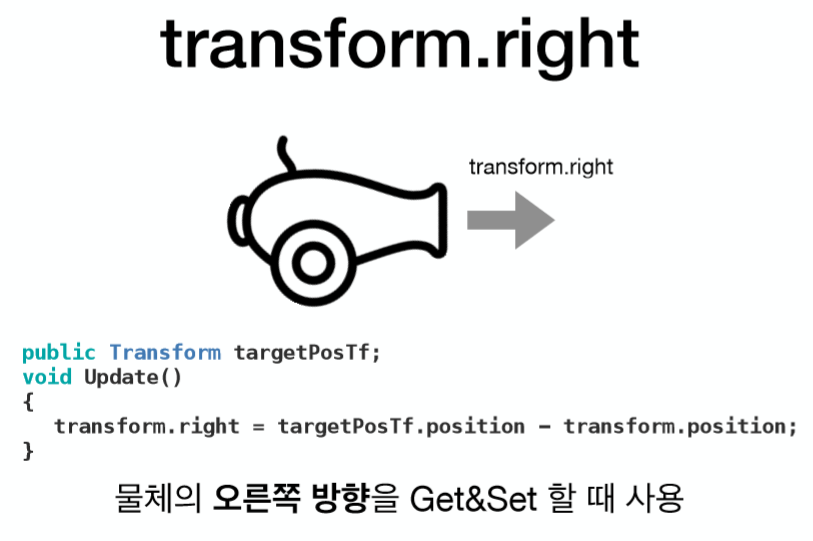 transform.right
transform.right
public Transform targetPosTf;
void Update()
{
transform.right = targetPosTf.position - transform.position;
}
물체의 오른쪽 방향을 Get&Set 할 때 사용